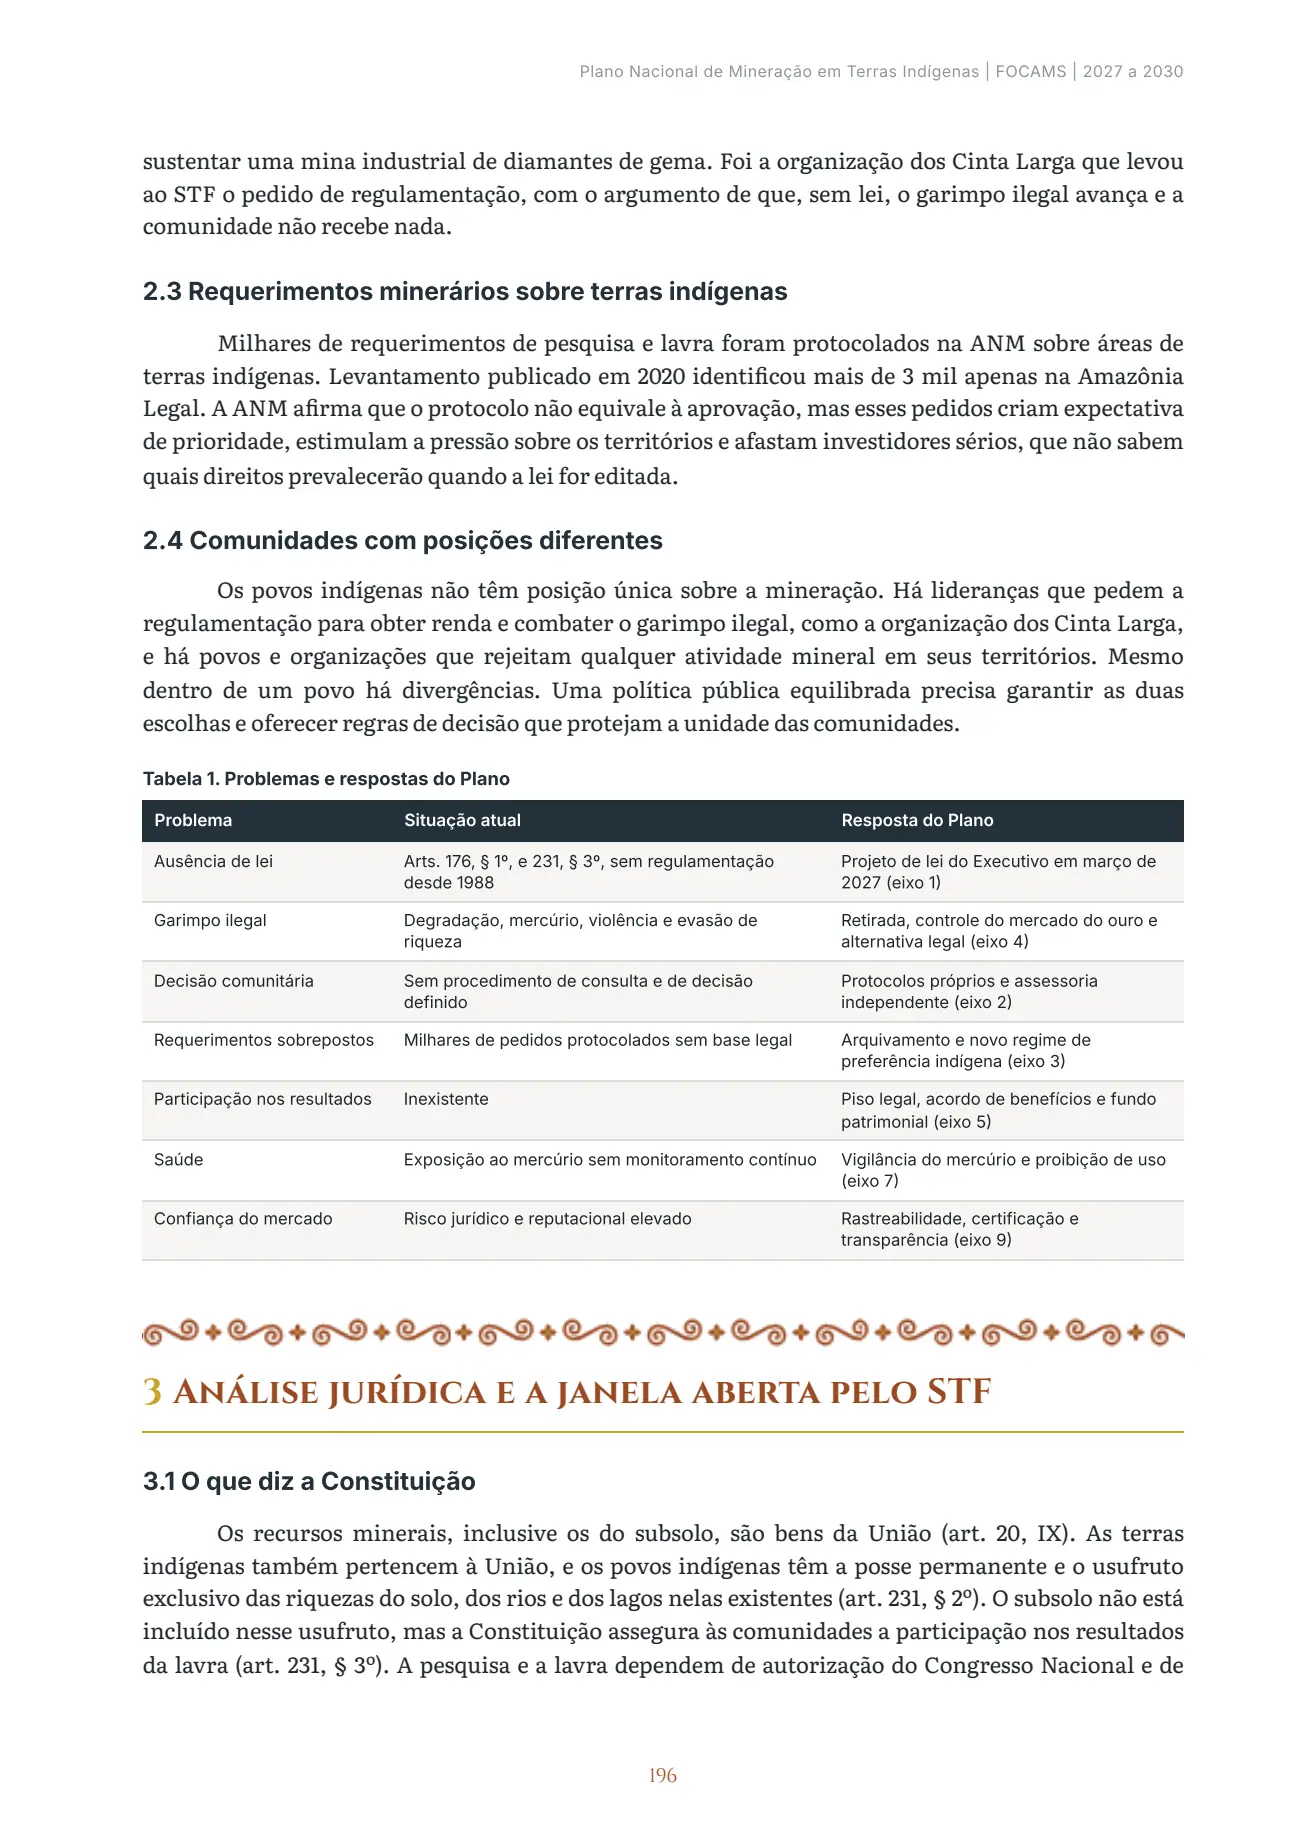 Plano Nacional de Mineração em Terras Indígenas | FOCAMS | 2027 a 2030
sustentar uma mina industrial de diamantes de gema. Foi a organização dos Cinta Larga que levou
ao STF o pedido de regulamentação, com o argumento de que, sem lei, o garimpo ilegal avança e a
comunidade não recebe nada.
2.3 Requerimentos minerários sobre terras indígenas
Milhares de requerimentos de pesquisa e lavra foram protocolados na ANM sobre áreas de
terras indígenas. Levantamento publicado em 2020 identificou mais de 3 mil apenas na Amazônia
Legal. A ANM afirma que o protocolo não equivale à aprovação, mas esses pedidos criam expectativa
de prioridade, estimulam a pressão sobre os territórios e afastam investidores sérios, que não sabem
quais direitos prevalecerão quando a lei for editada.
2.4 Comunidades com posições diferentes
Os povos indígenas não têm posição única sobre a mineração. Há lideranças que pedem a
regulamentação para obter renda e combater o garimpo ilegal, como a organização dos Cinta Larga,
e há povos e organizações que rejeitam qualquer atividade mineral em seus territórios. Mesmo
dentro de um povo há divergências. Uma política pública equilibrada precisa garantir as duas
escolhas e oferecer regras de decisão que protejam a unidade das comunidades.
Tabela 1. Problemas e respostas do Plano
Problema Situação atual Resposta do Plano
Ausência de lei Arts. 176, § 1º, e 231, § 3º, sem regulamentação Projeto de lei do Executivo em março de
desde 1988 2027 (eixo 1)
Garimpo ilegal Degradação, mercúrio, violência e evasão de Retirada, controle do mercado do ouro e
riqueza alternativa legal (eixo 4)
Decisão comunitária Sem procedimento de consulta e de decisão Protocolos próprios e assessoria
definido independente (eixo 2)
Requerimentos sobrepostos Milhares de pedidos protocolados sem base legal Arquivamento e novo regime de
preferência indígena (eixo 3)
Participação nos resultados Inexistente Piso legal, acordo de benefícios e fundo
patrimonial (eixo 5)
Saúde Exposição ao mercúrio sem monitoramento contínuo Vigilância do mercúrio e proibição de uso
(eixo 7)
Confiança do mercado Risco jurídico e reputacional elevado Rastreabilidade, certificação e
transparência (eixo 9)
3 Análise jurídica e a janela aberta pelo STF
3.1 O que diz a Constituição
Os recursos minerais, inclusive os do subsolo, são bens da União (art. 20, IX). As terras
indígenas também pertencem à União, e os povos indígenas têm a posse permanente e o usufruto
exclusivo das riquezas do solo, dos rios e dos lagos nelas existentes (art. 231, § 2º). O subsolo não está
incluído nesse usufruto, mas a Constituição assegura às comunidades a participação nos resultados
da lavra (art. 231, § 3º). A pesquisa e a lavra dependem de autorização do Congresso Nacional e de
196